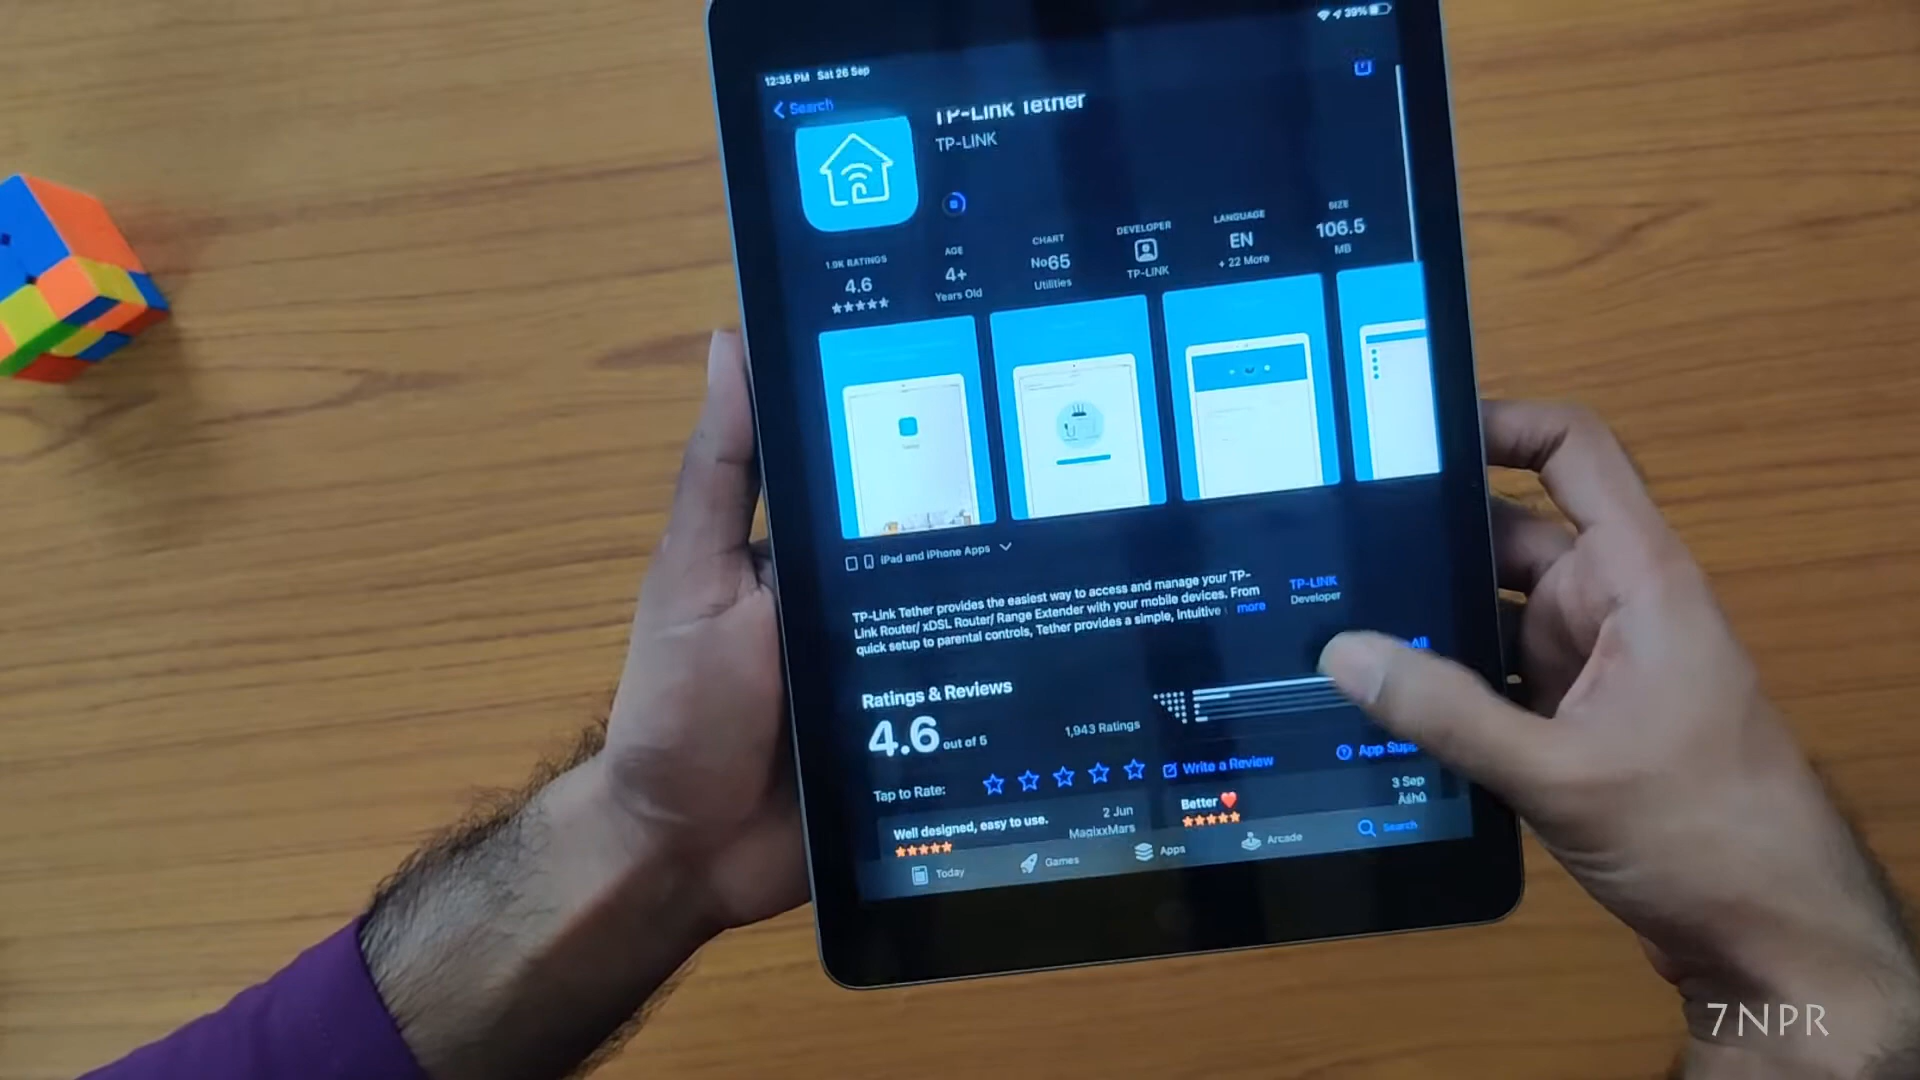 12:35 PM Sat 26 Sep
39%
Search
TP-Link Tether
TP-LINK
1.9K RATINGS
4.6
AGE
4+
Years Old
CHART
No65
Utilities
DEVELOPER
TP-LINK
LANGUAGE
EN
+ 22 More
SIZE
106.5
MB
iPad and iPhone Apps
TP-Link Tether provides the easiest way to access and manage your TP-
Link Router/ xDSL Router/ Range Extender with your mobile devices. From
quick setup to parental controls, Tether provides a simple, intuitive
more
TP-LINK
Developer
Ratings & Reviews
All
4.6 out of 5
1,943 Ratings
Tap to Rate:
Write a Review
App Supp
Well designed, easy to use.
2 Jun
MagixxMars
Better ❤️
3 Sep
Today
Games
Apps
Arcade
Search
7NPR